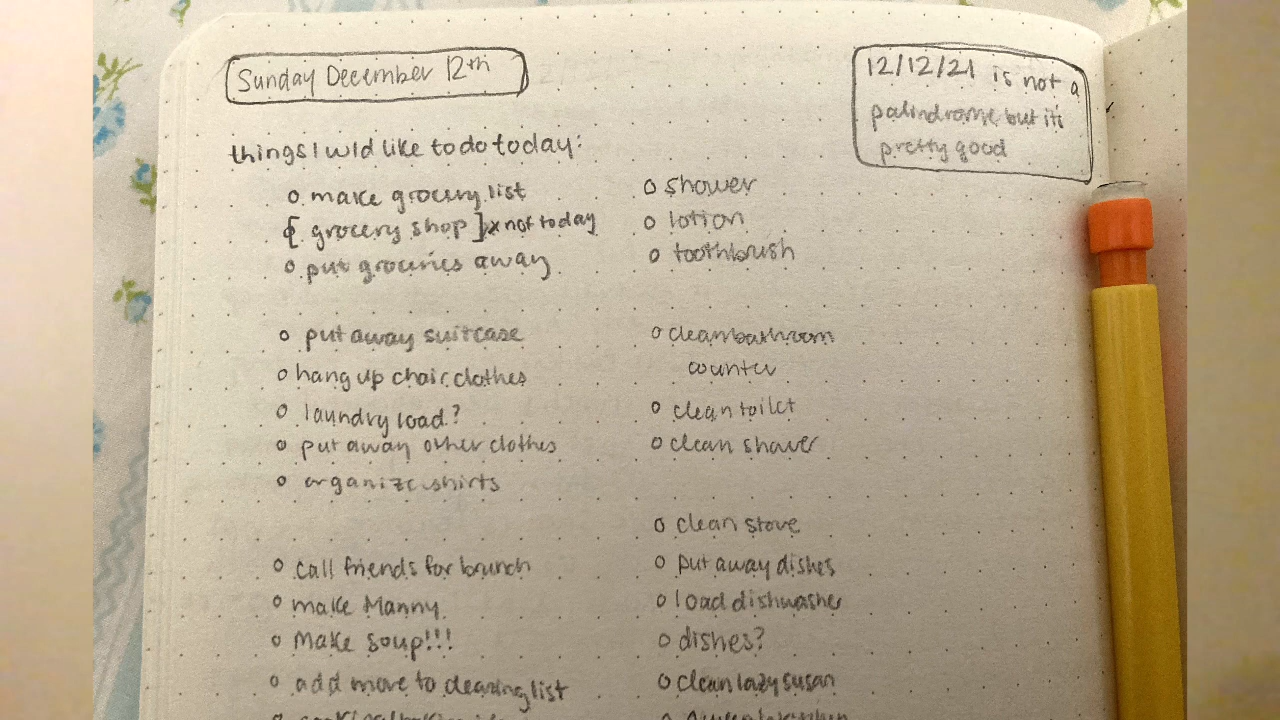 Sunday December 12th
12/12/21 is not a
palindrome but it's
pretty good
things I wld like to do today:
o make grocery list
[ grocery shop ] x not today
o put groceries away
o put away suitcase
o hang up chair clothes
o laundry load?
o put away other clothes
o organize shirts
o call friends for brunch
o make Manny
o Make soup!!!
o add more to cleaning list
o shower
o lotion
o toothbrush
o clean bathroom
counter
o clean toilet
o clean shower
o clean stove
o put away dishes
o load dishwasher
o dishes?
o clean lazy susan